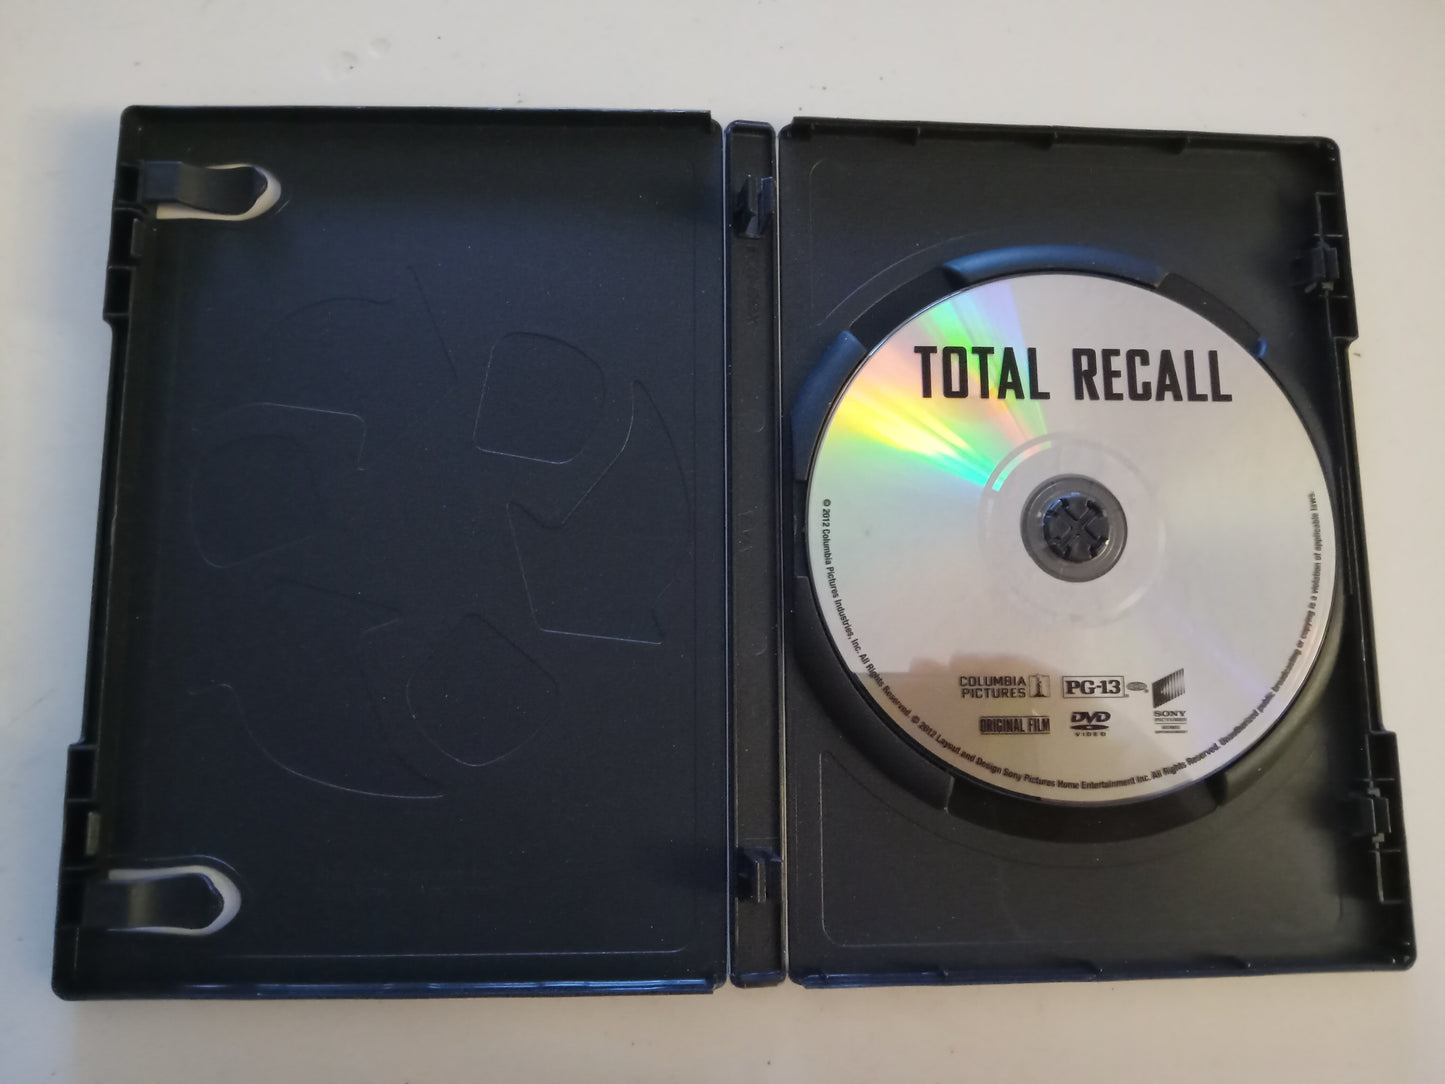 TOTAL RECALL
© 2012 Columbia Pictures Industries, Inc. All Rights Reserved. © 2012 Layout and Design Sony Pictures Home Entertainment Inc. All Rights Reserved. Unauthorized public broadcasting or copying is a violation of applicable laws.
COLUMBIA
PICTURES
PG-13
SONY
PICTURES
ORIGINAL FILM
DVD
VIDEO